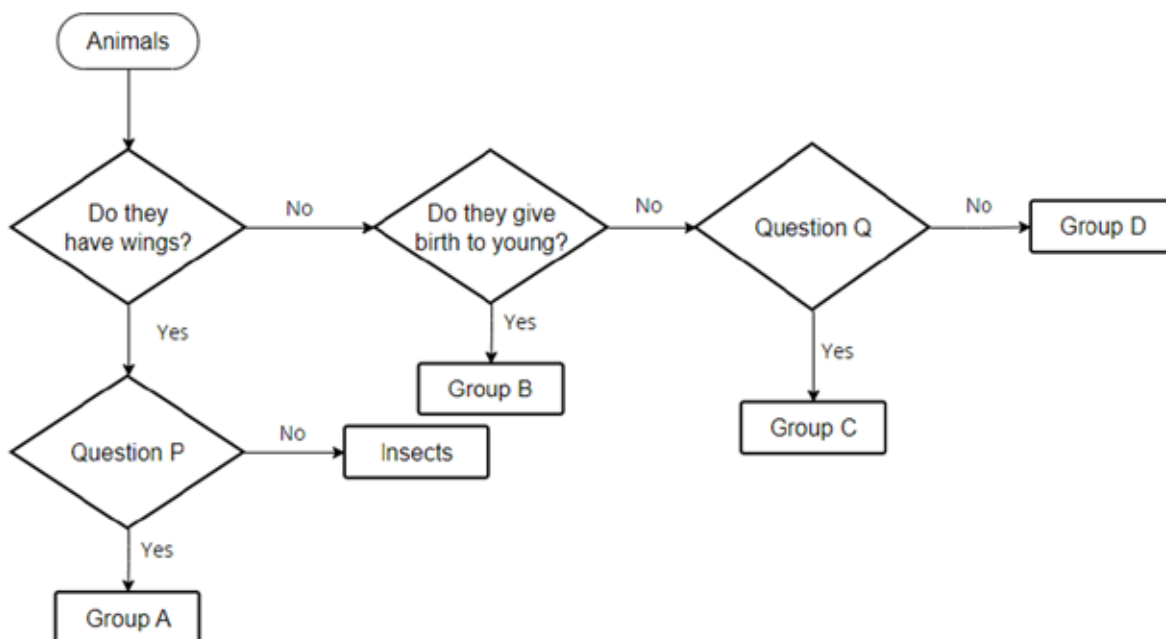 Animals
Do they
have wings?
No
Do they give
birth to young?
No
Question Q
No
Group D
Yes
Yes
Yes
Group B
Group C
Question P
No
Insects
Yes
Group A